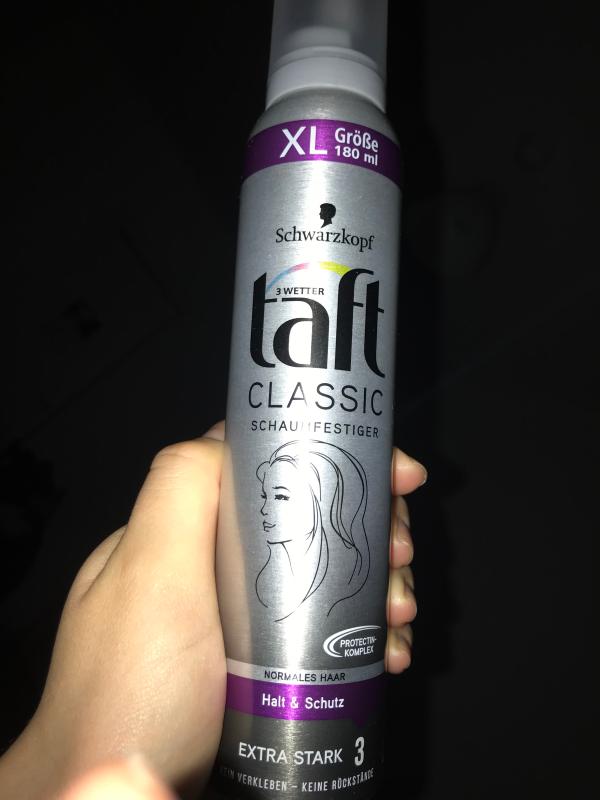 XL Größe
180 ml
Schwarzkopf
3 WETTER
taft
CLASSIC
SCHAUMFESTIGER
PROTECTIN-
KOMPLEX
NORMALES HAAR
Halt & Schutz
EXTRA STARK 3
KEIN VERKLEBEN – KEINE RÜCKSTÄNDE